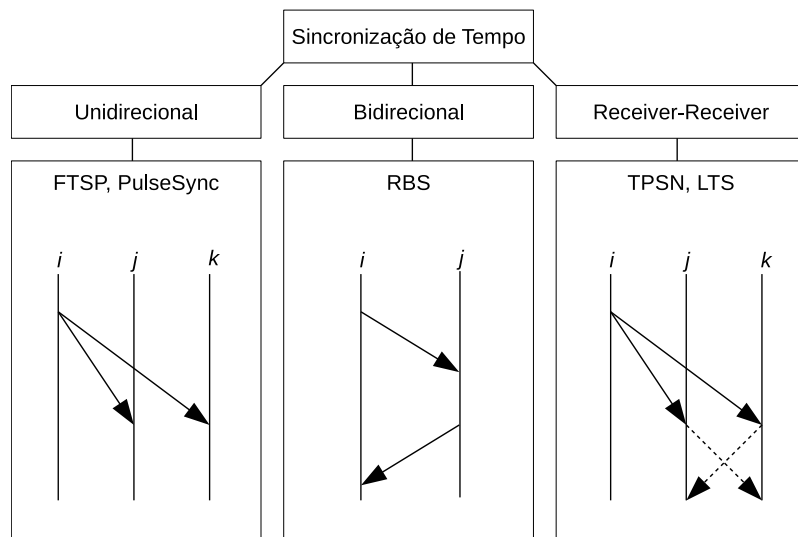 Sincronização de Tempo
Unidirecional
Bidirecional
Receiver-Receiver
FTSP, PulseSync
RBS
TPSN, LTS
i j k
i j
i j k